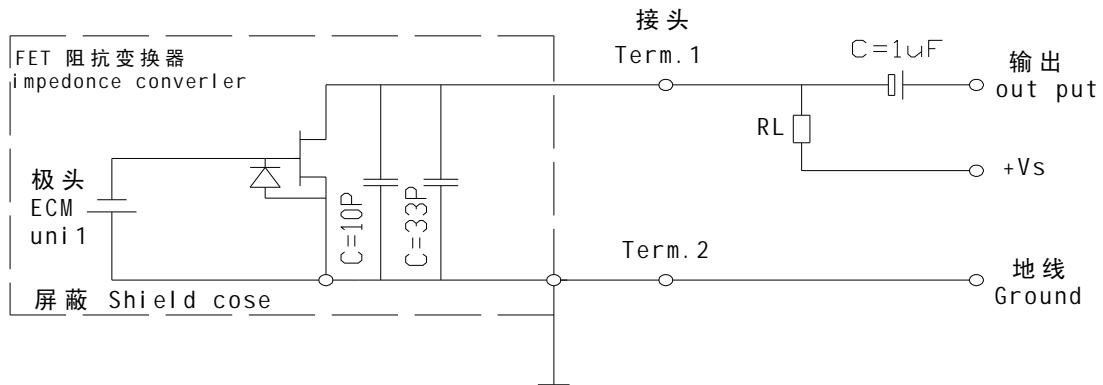 FET 阻抗变换器
impedonce converler
接头
Term.1
C=1uF
输出
out put
RL
+Vs
极头
ECM
uni1
C=10P
C=33P
Term.2
地线
Ground
屏蔽 Shield cose